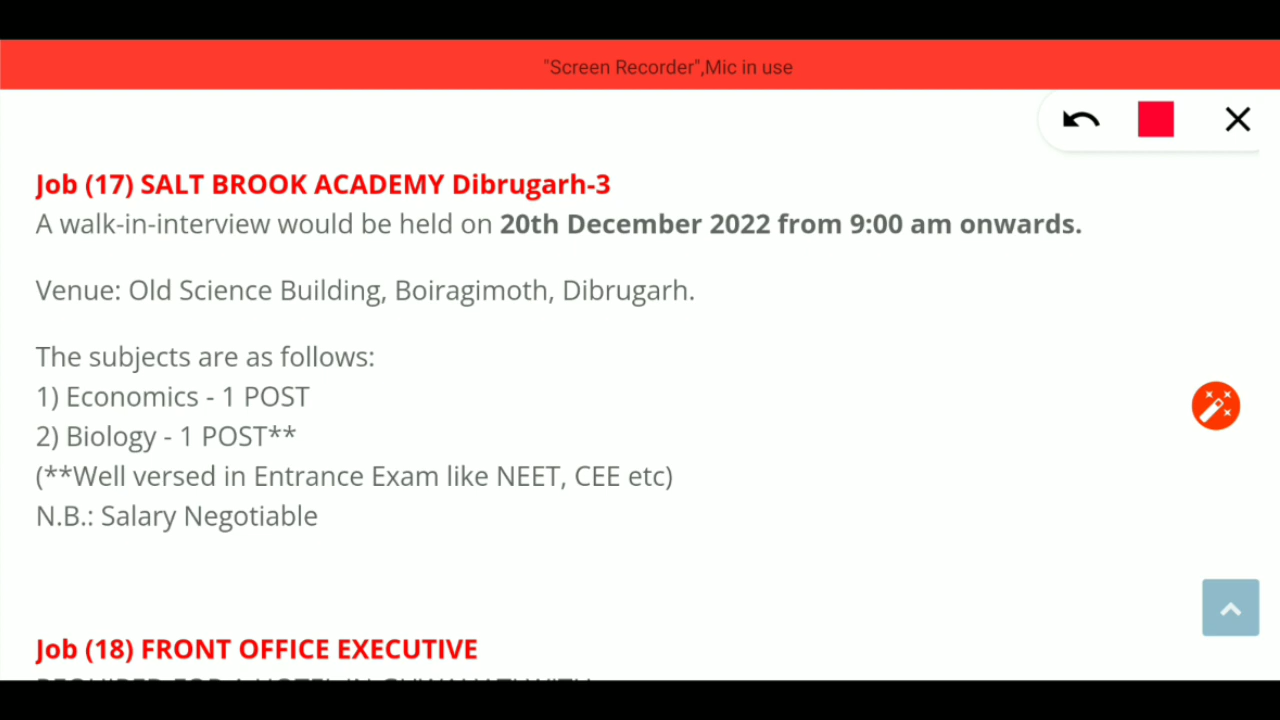 "Screen Recorder",Mic in use
Job (17) SALT BROOK ACADEMY Dibrugarh-3
A walk-in-interview would be held on 20th December 2022 from 9:00 am onwards.
Venue: Old Science Building, Boiragimoth, Dibrugarh.
The subjects are as follows:
1) Economics - 1 POST
2) Biology - 1 POST**
(**Well versed in Entrance Exam like NEET, CEE etc)
N.B.: Salary Negotiable
Job (18) FRONT OFFICE EXECUTIVE